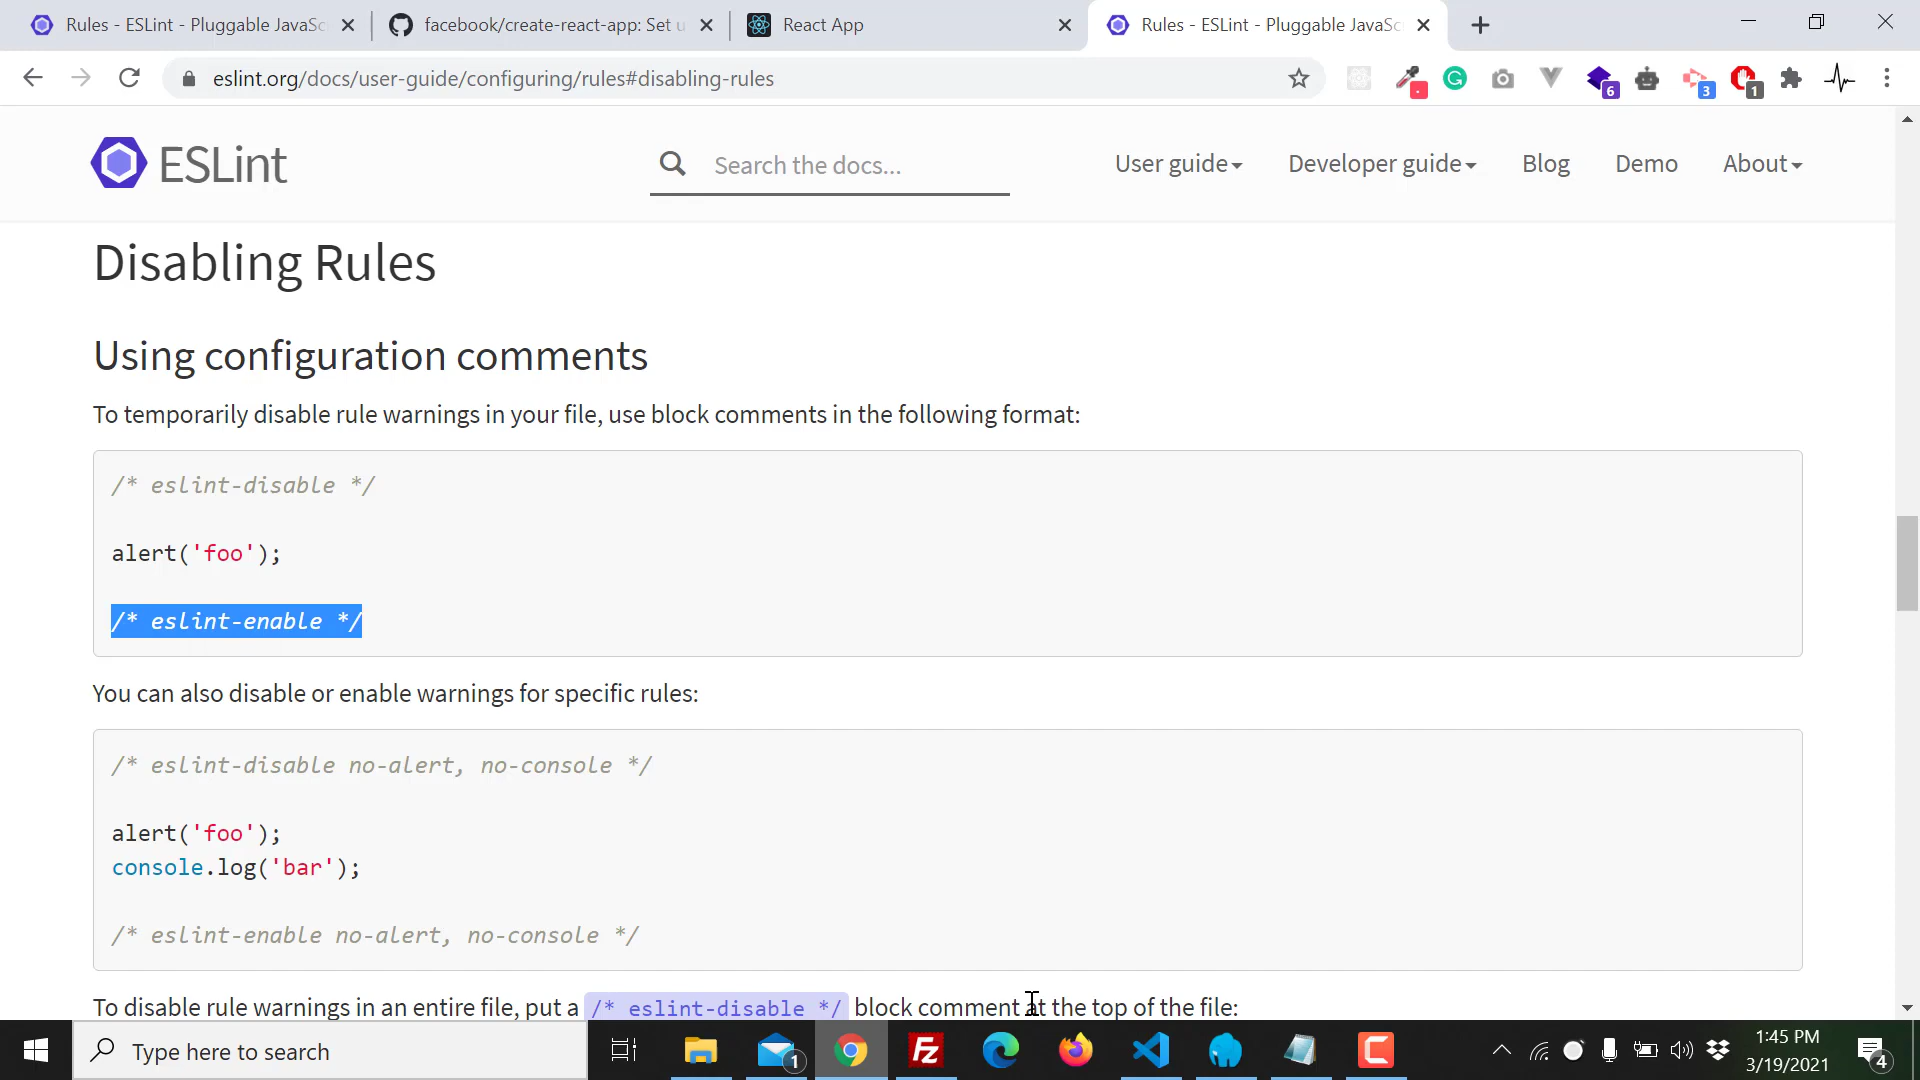 Rules - ESLint - Pluggable JavaSc
facebook/create-react-app: Set u
React App
Rules - ESLint - Pluggable JavaSc
eslint.org/docs/user-guide/configuring/rules#disabling-rules
6
3
1
ESLint
Search the docs...
User guide
Developer guide
Blog
Demo
About
Disabling Rules
Using configuration comments
To temporarily disable rule warnings in your file, use block comments in the following format:
/* eslint-disable */
alert('foo');
/* eslint-enable */
You can also disable or enable warnings for specific rules:
/* eslint-disable no-alert, no-console */
alert('foo');
console.log('bar');
/* eslint-enable no-alert, no-console */
To disable rule warnings in an entire file, put a /* eslint-disable */ block comment at the top of the file:
Type here to search
1
Fz
1:45 PM
3/19/2021
4